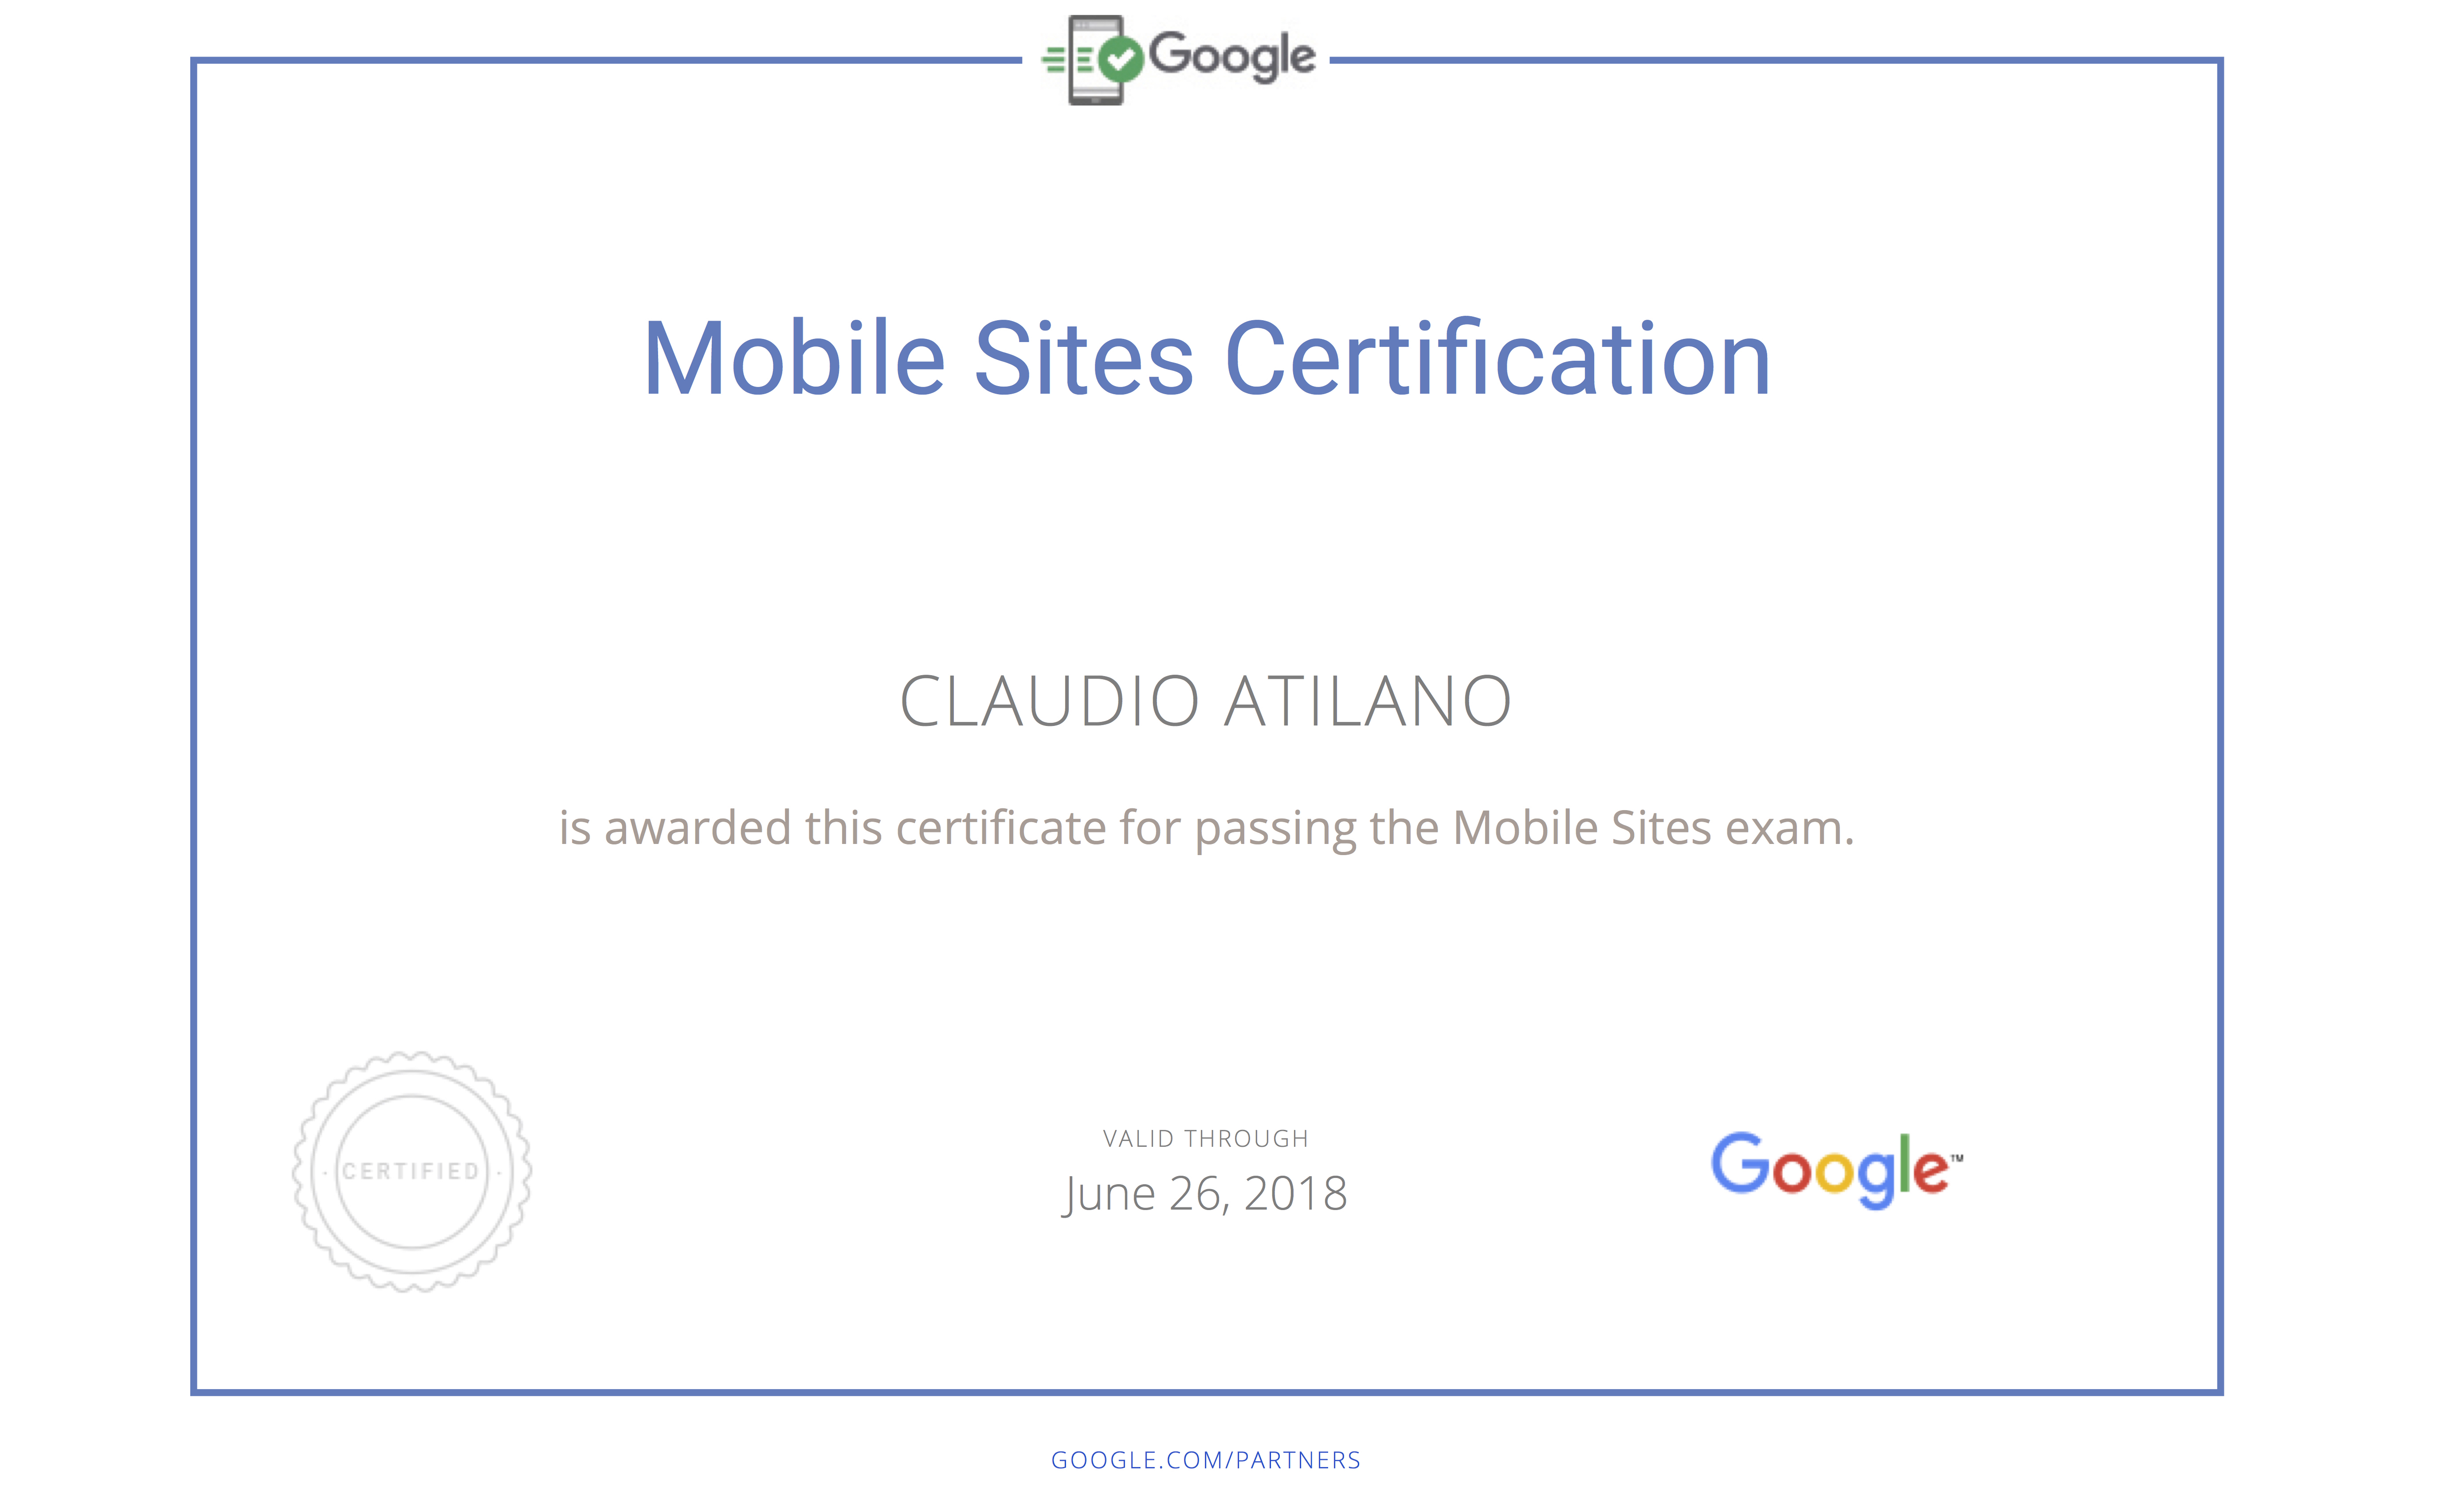 Google
Mobile Sites Certification
CLAUDIO ATILANO
is awarded this certificate for passing the Mobile Sites exam.
· CERTIFIED ·
VALID THROUGH
June 26, 2018
Google™
GOOGLE.COM/PARTNERS